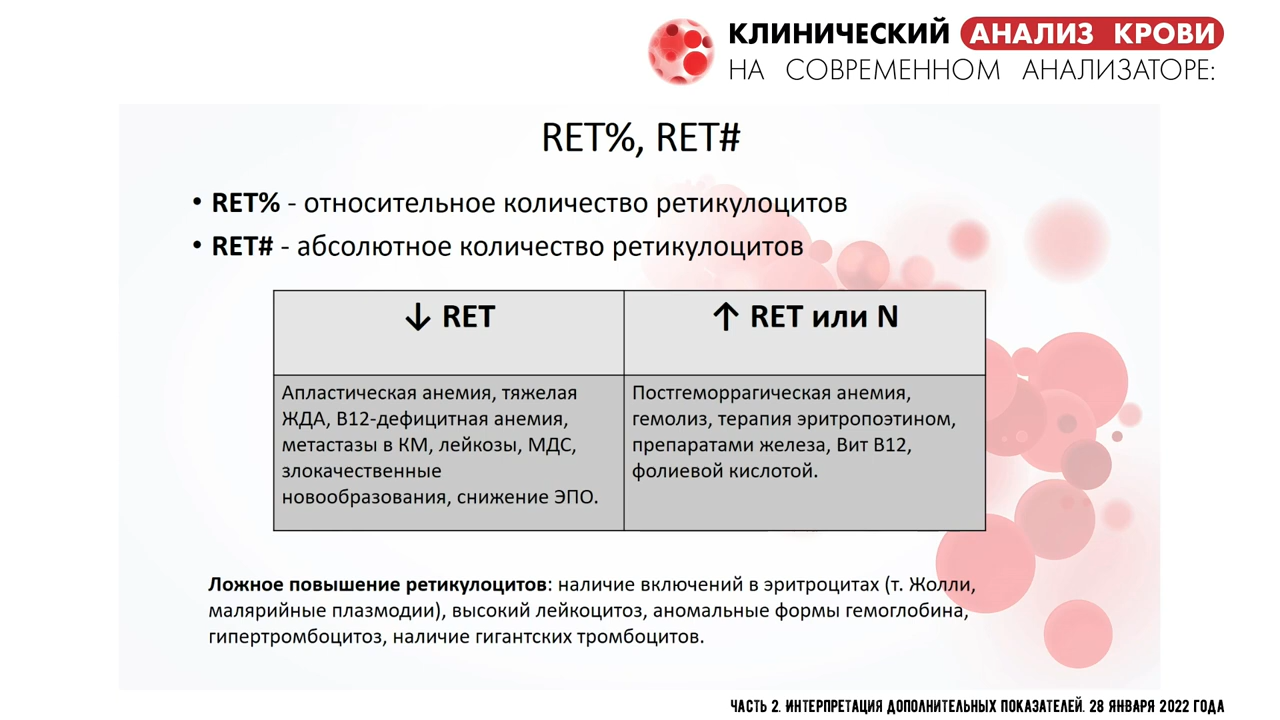 КЛИНИЧЕСКИЙ АНАЛИЗ КРОВИ
НА СОВРЕМЕННОМ АНАЛИЗАТОРЕ:
RET%, RET#
• RET% - относительное количество ретикулоцитов
• RET# - абсолютное количество ретикулоцитов
↓ RET
Апластическая анемия, тяжелая
ЖДА, В12-дефицитная анемия,
метастазы в КМ, лейкозы, МДС,
злокачественные
новообразования, снижение ЭПО.
↑ RET или N
Постгеморрагическая анемия,
гемолиз, терапия эритропоэтином,
препаратами железа, Вит В12,
фолиевой кислотой.
Ложное повышение ретикулоцитов: наличие включений в эритроцитах (т. Жолли,
малярийные плазмодии), высокий лейкоцитоз, аномальные формы гемоглобина,
гипертромбоцитоз, наличие гигантских тромбоцитов.
ЧАСТЬ 2. ИНТЕРПРЕТАЦИЯ ДОПОЛНИТЕЛЬНЫХ ПОКАЗАТЕЛЕЙ. 28 ЯНВАРЯ 2022 ГОДА